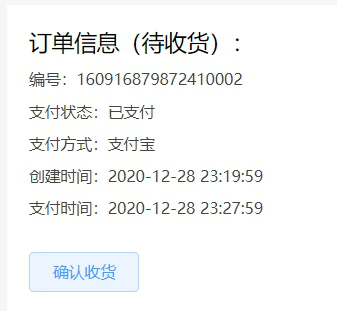 订单信息（待收货）:
编号：160916879872410002
支付状态：已支付
支付方式：支付宝
创建时间：2020-12-28 23:19:59
支付时间：2020-12-28 23:27:59
确认收货